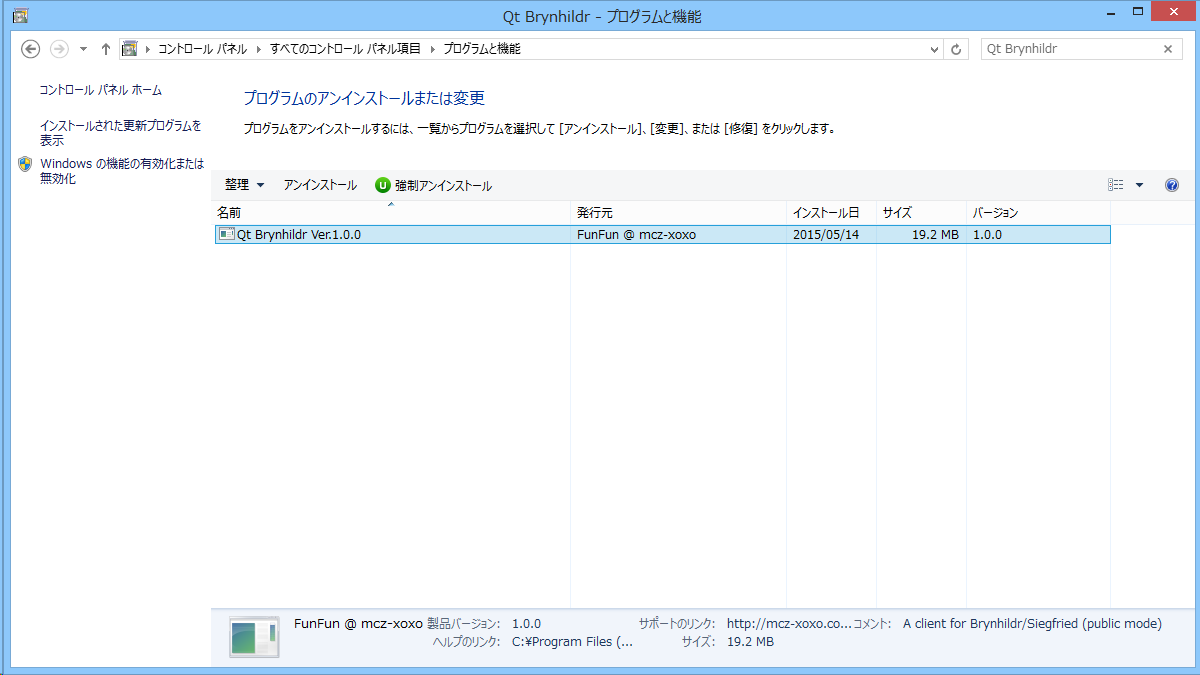 Qt Brynhildr - プログラムと機能
コントロール パネル すべてのコントロール パネル項目 プログラムと機能
Qt Brynhildr
コントロール パネル ホーム
インストールされた更新プログラムを
表示
Windows の機能の有効化または
無効化
プログラムのアンインストールまたは変更
プログラムをアンインストールするには、一覧からプログラムを選択して [アンインストール]、[変更]、または [修復] をクリックします。
整理 アンインストール U 強制アンインストール
名前 発行元 インストール日 サイズ バージョン
Qt Brynhildr Ver.1.0.0 FunFun @ mcz-xoxo 2015/05/14 19.2 MB 1.0.0
FunFun @ mcz-xoxo 製品バージョン: 1.0.0 サポートのリンク: http://mcz-xoxo.co... コメント: A client for Brynhildr/Siegfried (public mode)
ヘルプのリンク: C:¥Program Files (... サイズ: 19.2 MB